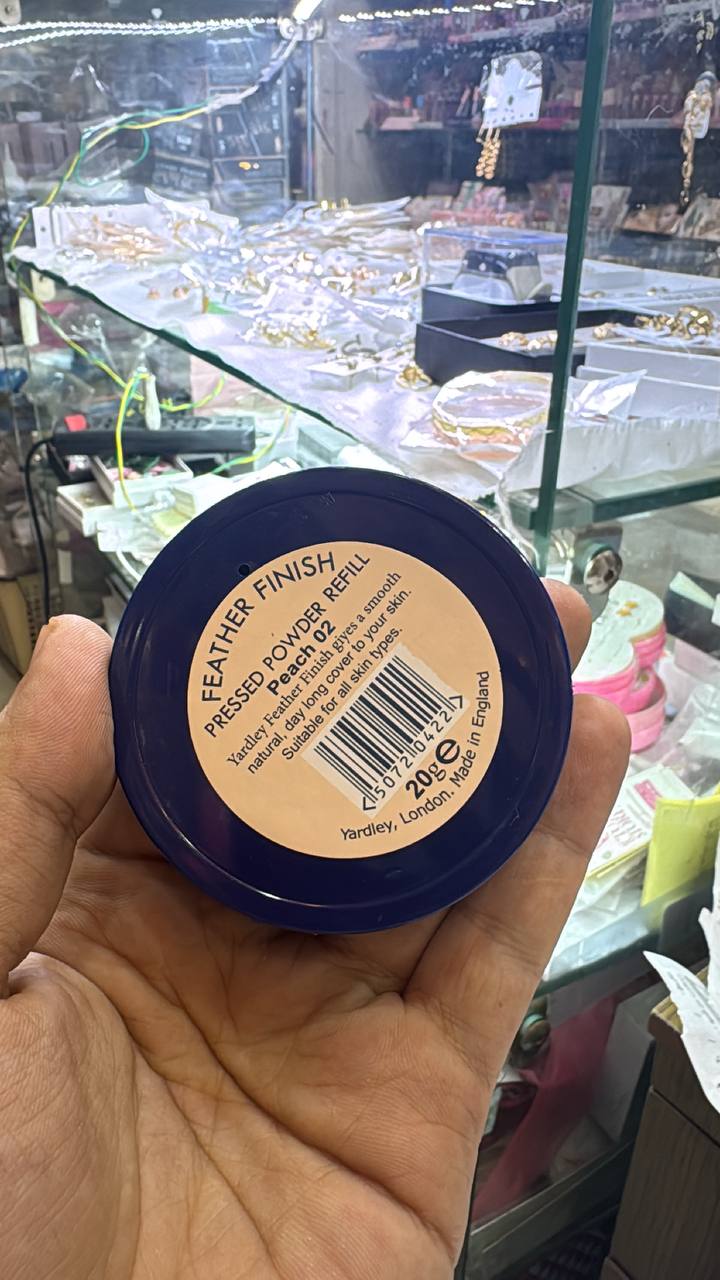 FEATHER FINISH
PRESSED POWDER REFILL
Peach 02
Yardley Feather Finish gives a smooth
natural, day long cover to your skin.
Suitable for all skin types.
<50720422>
20g℮
Yardley, London. Made in England